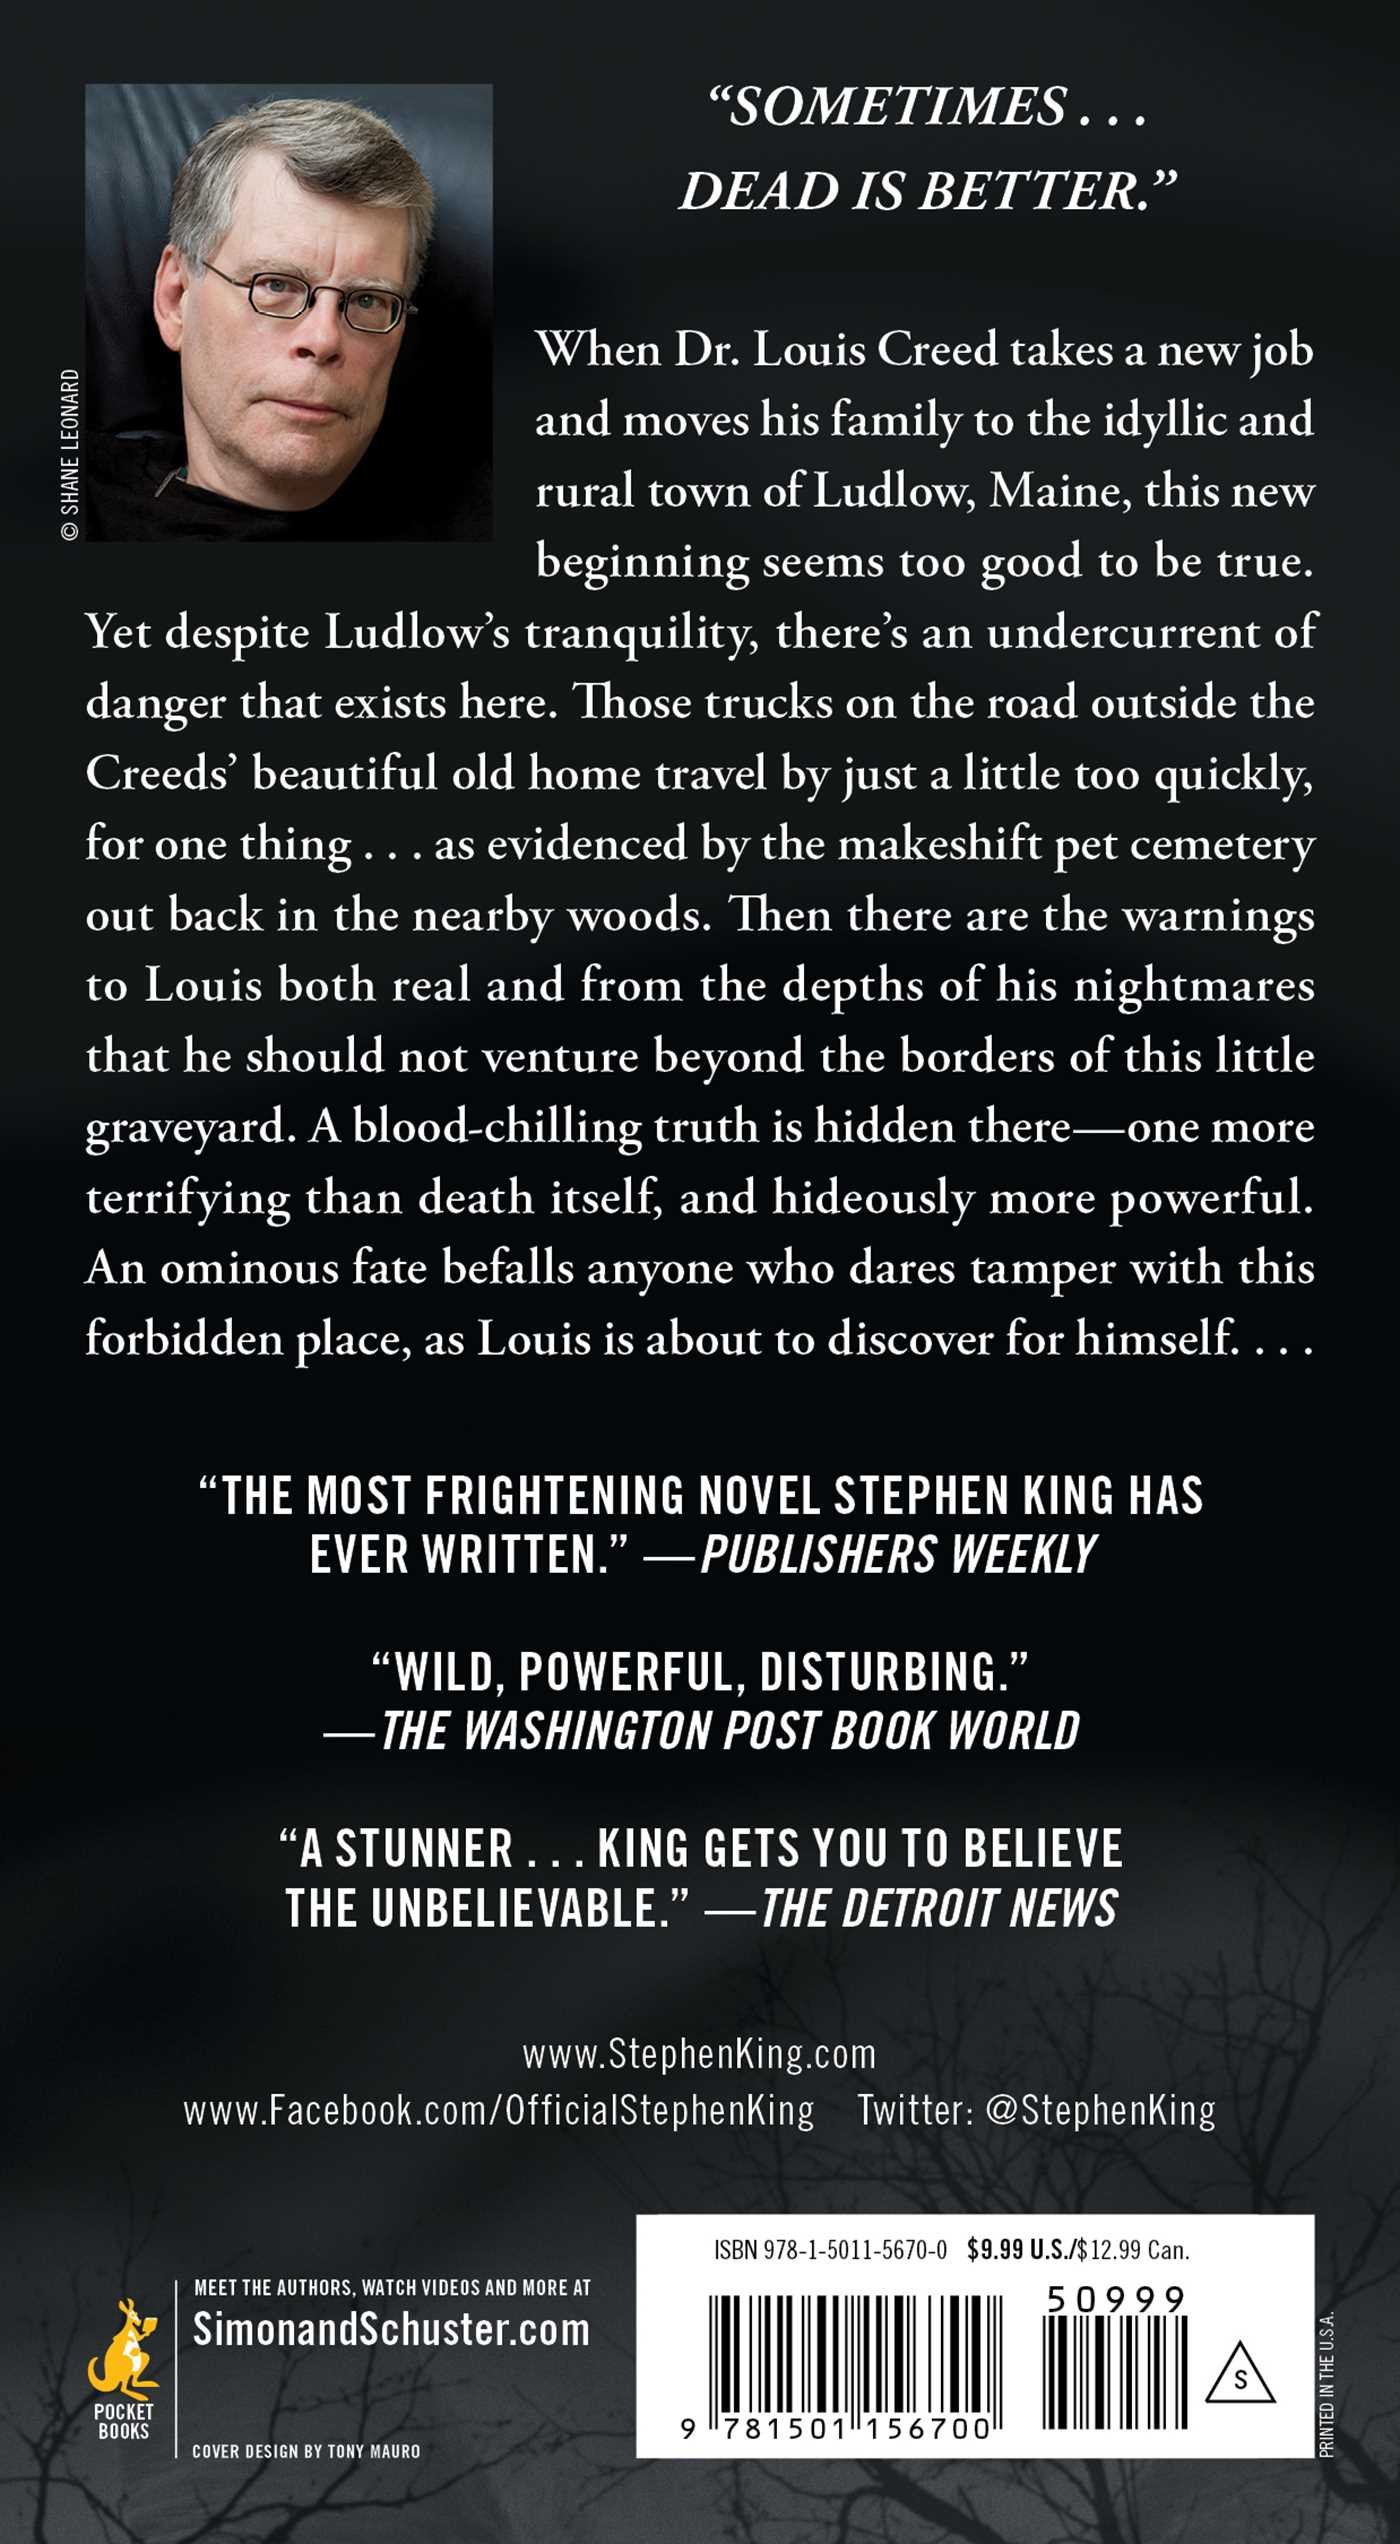 “SOMETIMES . . .
DEAD IS BETTER.”
© SHANE LEONARD
When Dr. Louis Creed takes a new job
and moves his family to the idyllic and
rural town of Ludlow, Maine, this new
beginning seems too good to be true.
Yet despite Ludlow’s tranquility, there’s an undercurrent of
danger that exists here. Those trucks on the road outside the
Creeds’ beautiful old home travel by just a little too quickly,
for one thing . . . as evidenced by the makeshift pet cemetery
out back in the nearby woods. Then there are the warnings
to Louis both real and from the depths of his nightmares
that he should not venture beyond the borders of this little
graveyard. A blood-chilling truth is hidden there—one more
terrifying than death itself, and hideously more powerful.
An ominous fate befalls anyone who dares tamper with this
forbidden place, as Louis is about to discover for himself. . . .
“THE MOST FRIGHTENING NOVEL STEPHEN KING HAS
EVER WRITTEN.” —PUBLISHERS WEEKLY
“WILD, POWERFUL, DISTURBING.”
—THE WASHINGTON POST BOOK WORLD
“A STUNNER . . . KING GETS YOU TO BELIEVE
THE UNBELIEVABLE.” —THE DETROIT NEWS
www.StephenKing.com
www.Facebook.com/OfficialStephenKing Twitter: @StephenKing
POCKET
BOOKS
MEET THE AUTHORS, WATCH VIDEOS AND MORE AT
SimonandSchuster.com
COVER DESIGN BY TONY MAURO
ISBN 978-1-5011-5670-0 $9.99 U.S./$12.99 Can.
50999
9 781501 156700
S
PRINTED IN THE U.S.A.